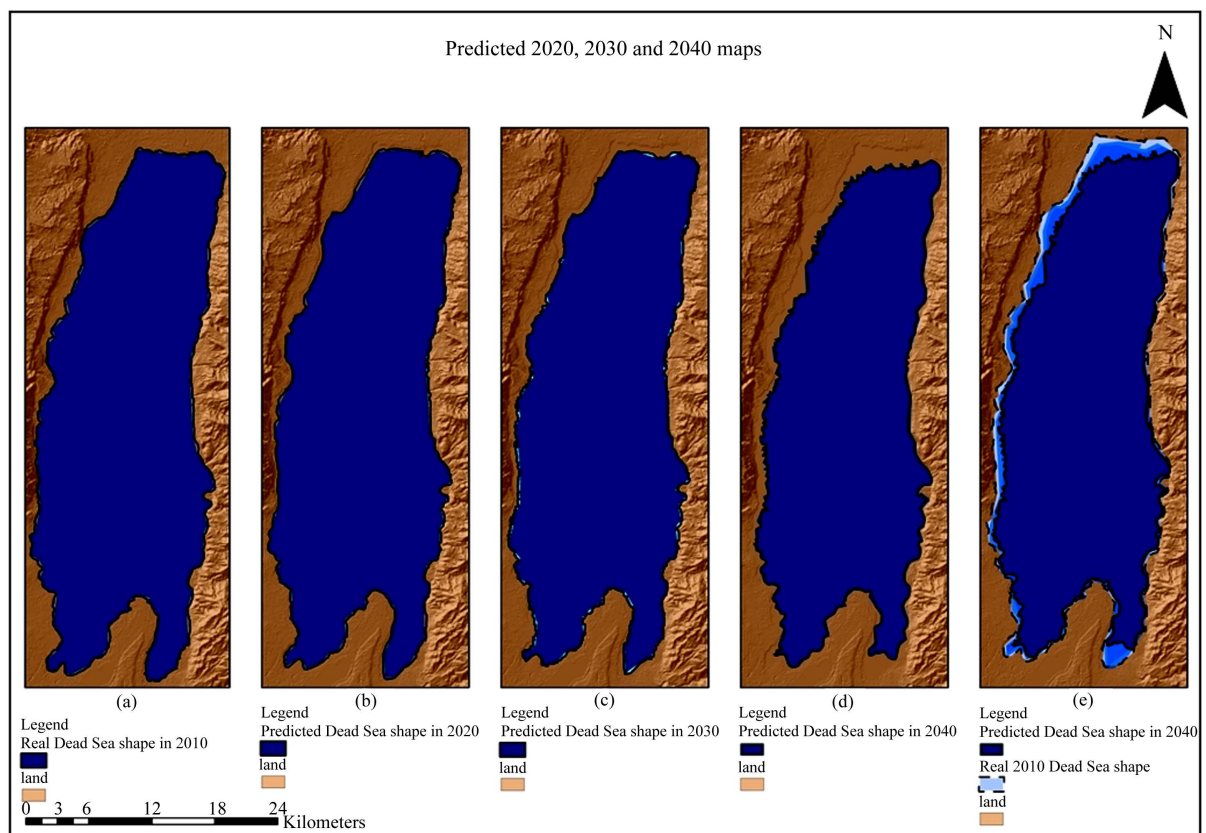 Predicted 2020, 2030 and 2040 maps
N
(a)
Legend
Real Dead Sea shape in 2010
land
0 3 6 12 18 24
Kilometers
(b)
Legend
Predicted Dead Sea shape in 2020
land
(c)
Legend
Predicted Dead Sea shape in 2030
land
(d)
Legend
Predicted Dead Sea shape in 2040
land
(e)
Legend
Predicted Dead Sea shape in 2040
Real 2010 Dead Sea shape
land